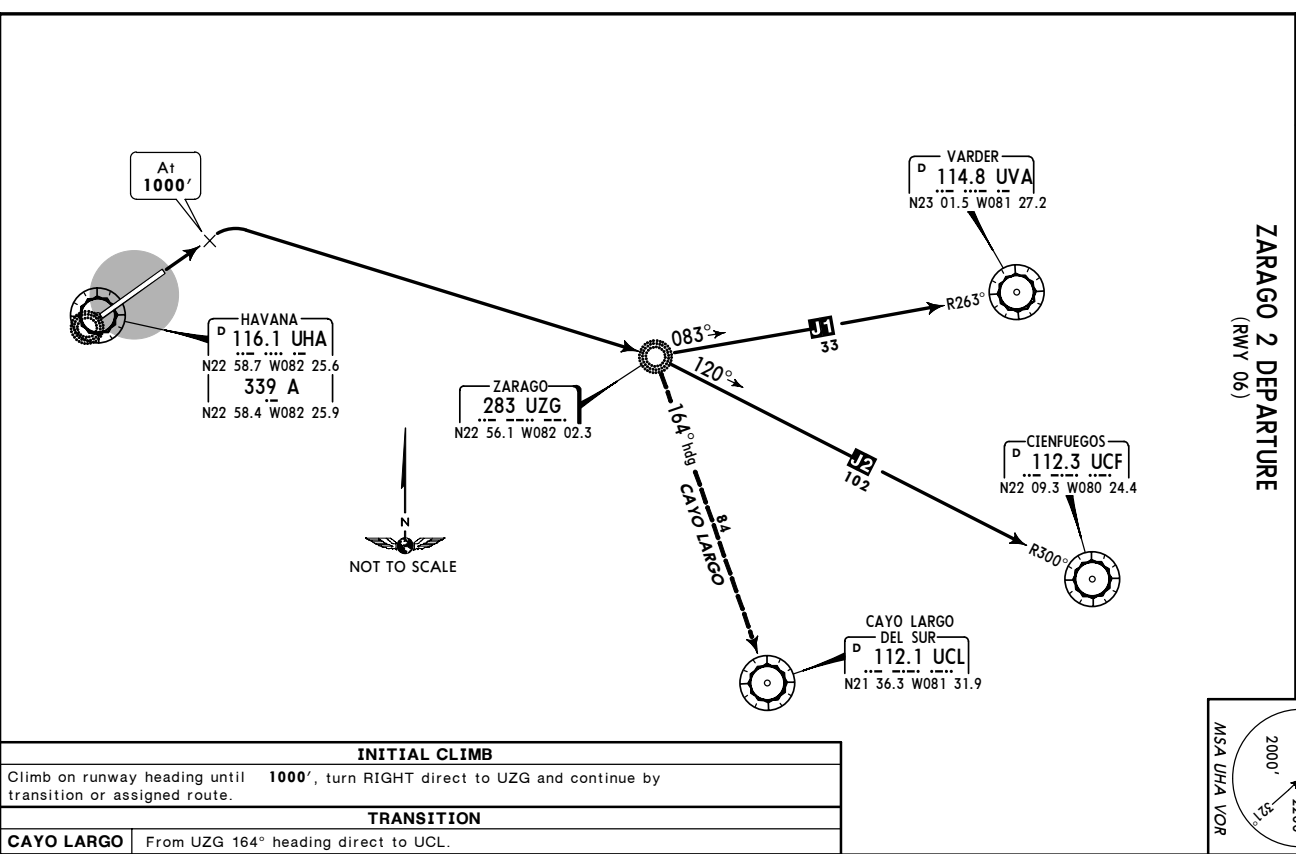 At
1000'
HAVANA
D 116.1 UHA
N22 58.7 W082 25.6
339 A
N22 58.4 W082 25.9
ZARAGO
283 UZG
N22 56.1 W082 02.3
083°
J1
33
R263°
VARDER
D 114.8 UVA
N23 01.5 W081 27.2
120°
J2
102
R300°
CIENFUEGOS
D 112.3 UCF
N22 09.3 W080 24.4
164° hdg
84
CAYO LARGO
CAYO LARGO
DEL SUR
D 112.1 UCL
N21 36.3 W081 31.9
N
NOT TO SCALE
ZARAGO 2 DEPARTURE
(RWY 06)
MSA UHA VOR
2000'
321°
INITIAL CLIMB
Climb on runway heading until 1000', turn RIGHT direct to UZG and continue by
transition or assigned route.
TRANSITION
CAYO LARGO From UZG 164° heading direct to UCL.